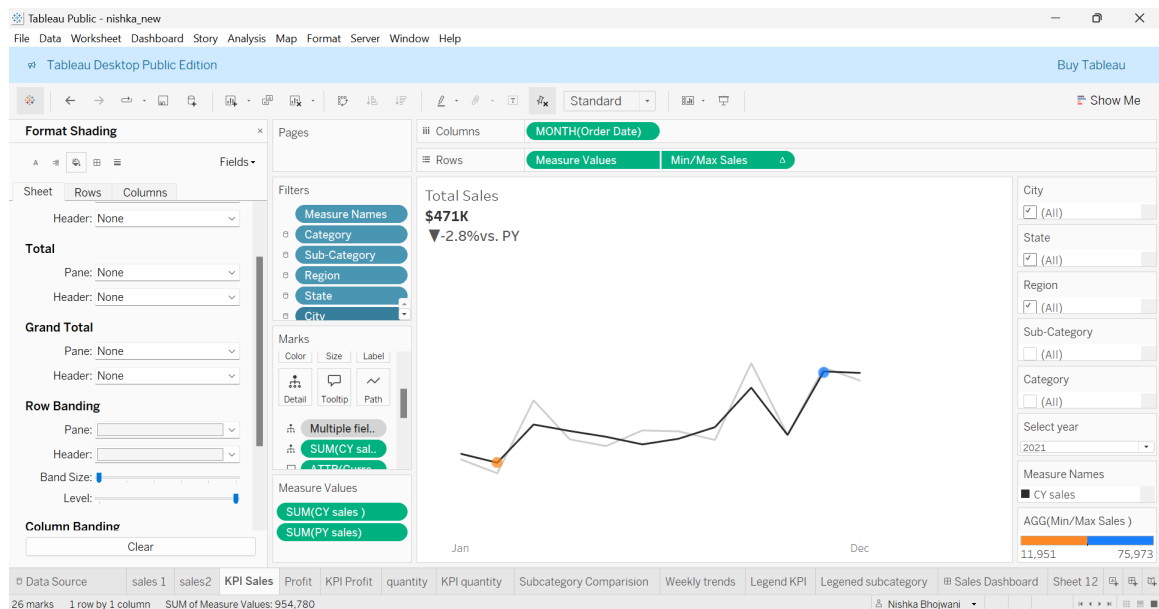 Tableau Public - nishka_new
File Data Worksheet Dashboard Story Analysis Map Format Server Window Help
Tableau Desktop Public Edition
Buy Tableau
Standard
Show Me
Format Shading
Fields
Sheet Rows Columns
Header: None
Total
Pane: None
Header: None
Grand Total
Pane: None
Header: None
Row Banding
Pane:
Header:
Band Size:
Level:
Column Banding
Clear
Pages
Filters
Measure Names
Category
Sub-Category
Region
State
City
Marks
Color Size Label
Detail Tooltip Path
Multiple fiel..
SUM(CY sal..
ATTR(Curre..
Measure Values
SUM(CY sales )
SUM(PY sales)
Columns
MONTH(Order Date)
Rows
Measure Values
Min/Max Sales
Total Sales
$471K
▼-2.8%vs. PY
Jan
Dec
City
(All)
State
(All)
Region
(All)
Sub-Category
(All)
Category
(All)
Select year
2021
Measure Names
CY sales
AGG(Min/Max Sales )
11,951 75,973
Data Source sales 1 sales2 KPI Sales Profit KPI Profit quantity KPI quantity Subcategory Comparision Weekly trends Legend KPI Legened subcategory Sales Dashboard Sheet 12
26 marks 1 row by 1 column SUM of Measure Values: 954,780
Nishka Bhojwani